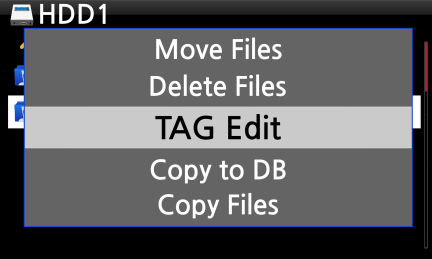 HDD1
Move Files
Delete Files
TAG Edit
Copy to DB
Copy Files